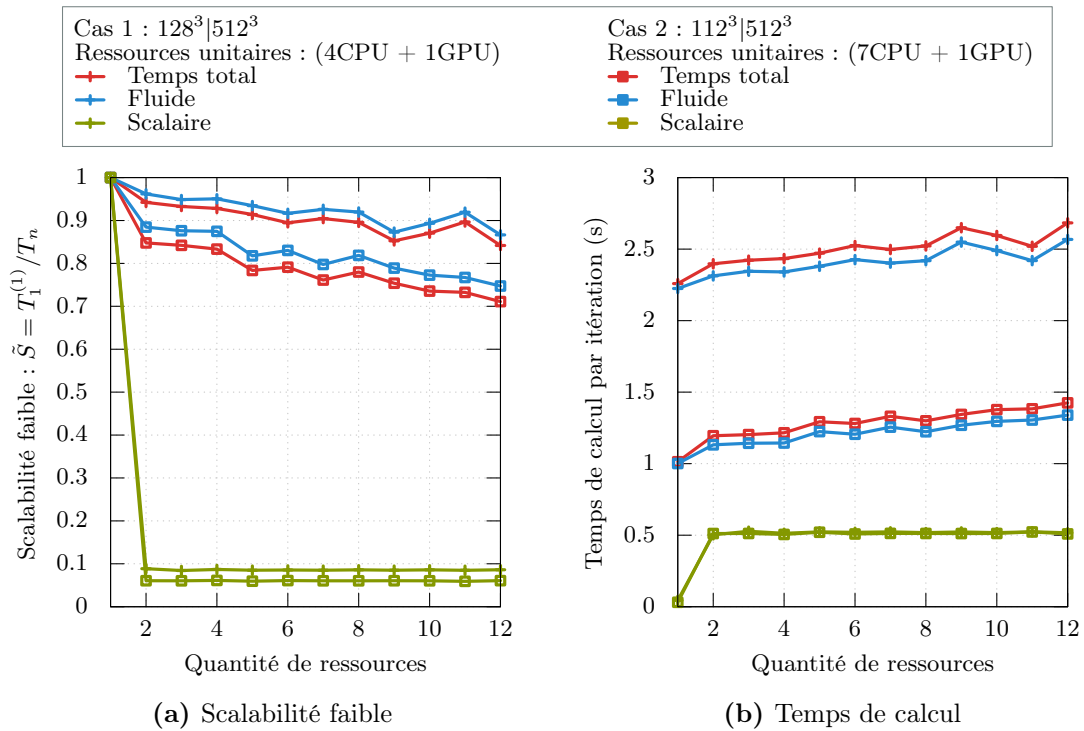 Cas 1 : 128³|512³
Ressources unitaires : (4CPU + 1GPU)
Temps total
Fluide
Scalaire
Cas 2 : 112³|512³
Ressources unitaires : (7CPU + 1GPU)
Temps total
Fluide
Scalaire
Scalabilité faible : S̃ = T₁⁽¹⁾/Tₙ
1
0.9
0.8
0.7
0.6
0.5
0.4
0.3
0.2
0.1
0
2 4 6 8 10 12
Quantité de ressources
(a) Scalabilité faible
Temps de calcul par itération (s)
3
2.5
2
1.5
1
0.5
0
2 4 6 8 10 12
Quantité de ressources
(b) Temps de calcul